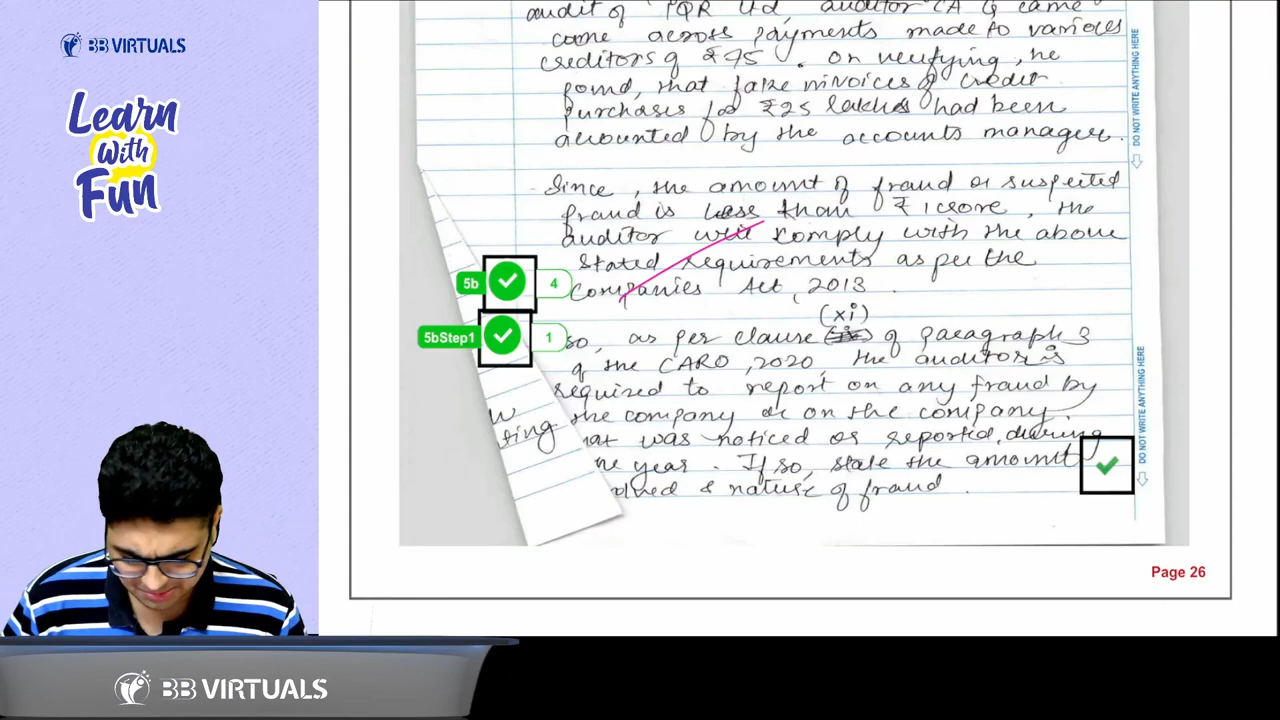 BB VIRTUALS
Learn
With
Fun
audit of PQR Ltd, auditor CA G came
come across payments made to various
creditors of ₹75 . On verifying, he
found, that fake invoices of credit
purchases for ₹25 lakhs had been
accounted by the accounts manager.
Since, the amount of fraud or suspected
fraud is less than ₹1 crore, the
auditor will comply with the above
stated requirements as per the
Companies Act, 2013.
5b
4
(xi)
5bStep1
1
so, as per clause of paragraph 3
of the CARO, 2020, the auditor is
required to report on any fraud by
the company or on the company
hat was noticed or reported during
he year. If so, state the amount
olved & nature of fraud.
w
ting
DO NOT WRITE ANYTHING HERE
DO NOT WRITE ANYTHING HERE
Page 26
BB VIRTUALS